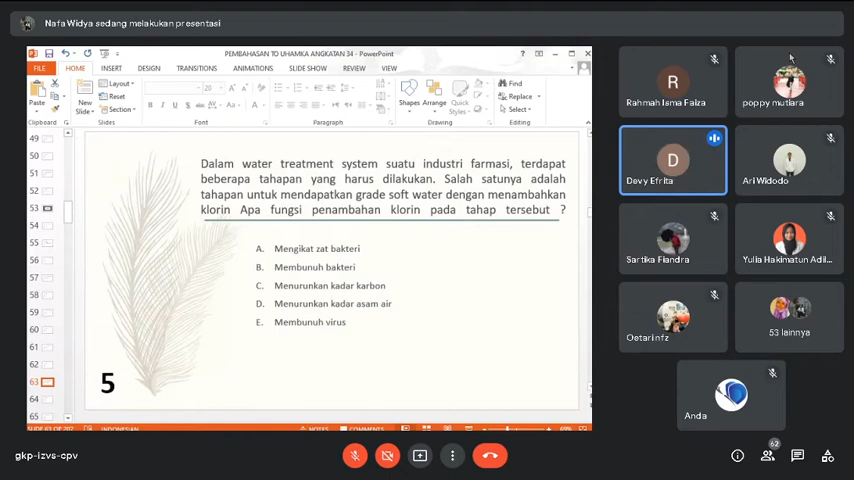 Nafa Widya sedang melakukan presentasi
PEMBAHASAN TO UHAMKA ANGKATAN 34 - PowerPoint
FILE HOME INSERT DESIGN TRANSITIONS ANIMATIONS SLIDE SHOW REVIEW VIEW
Paste
New
Slide
Layout
Reset
Section
Shapes
Arrange
Quick
Styles
Find
Replace
Select
Clipboard
Slides
Font
Paragraph
Drawing
Editing
49
50
51
52
53
54
55
56
57
58
59
60
61
62
63
64
65
Dalam water treatment system suatu industri farmasi, terdapat
beberapa tahapan yang harus dilakukan. Salah satunya adalah
tahapan untuk mendapatkan grade soft water dengan menambahkan
klorin Apa fungsi penambahan klorin pada tahap tersebut ?
A. Mengikat zat bakteri
B. Membunuh bakteri
C. Menurunkan kadar karbon
D. Menurunkan kadar asam air
E. Membunuh virus
5
INDONESIAN
NOTES
COMMENTS
69%
R
Rahmah Isma Faiza
poppy mutiara
D
Devy Efrita
Ari Widodo
Sartika Fiandra
Yulia Hakimatun Adil...
Oetari nfz
53 lainnya
Anda
gkp-izvs-cpv
62